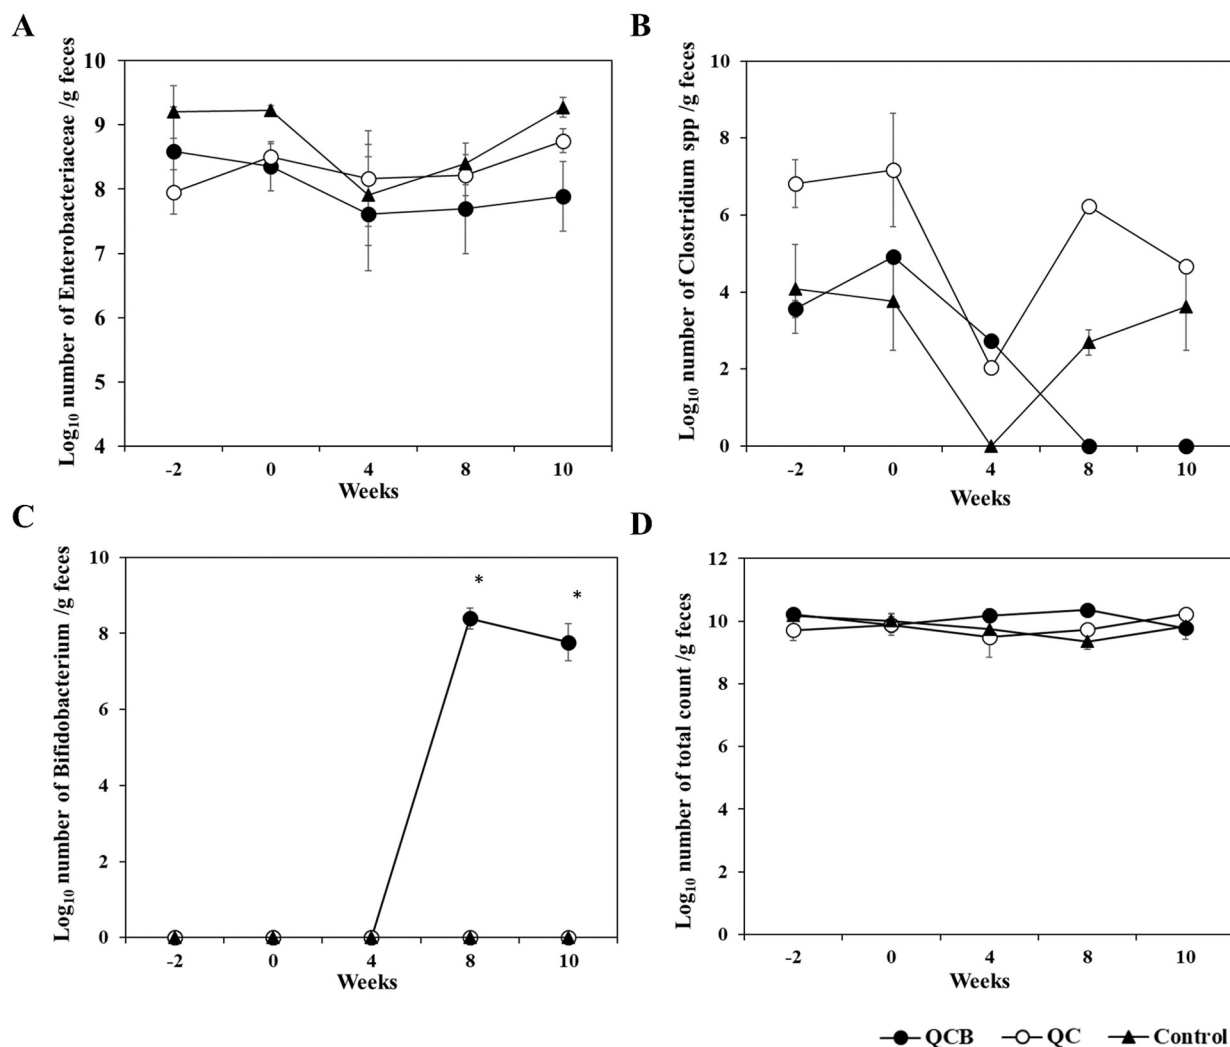 A
Log10 number of Enterobacteriaceae /g feces
10
9
8
7
6
5
4
-2 0 4 8 10
Weeks
B
Log10 number of Clostridium spp /g feces
10
8
6
4
2
0
-2 0 4 8 10
Weeks
C
Log10 number of Bifidobacterium /g feces
10
8
6
4
2
0
* *
-2 0 4 8 10
Weeks
D
Log10 number of total count /g feces
12
10
8
6
4
2
0
-2 0 4 8 10
Weeks
QCB QC Control